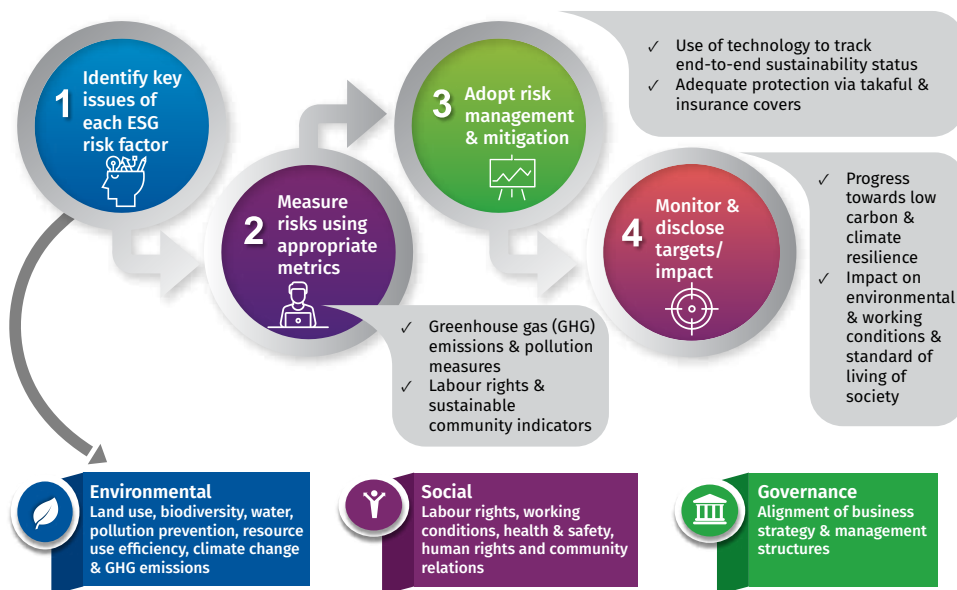 1
Identify key
issues of
each ESG
risk factor
2
Measure
risks using
appropriate
metrics
✓ Greenhouse gas (GHG)
emissions & pollution
measures
✓ Labour rights &
sustainable
community indicators
3
Adopt risk
management
& mitigation
✓ Use of technology to track
end-to-end sustainability status
✓ Adequate protection via takaful &
insurance covers
4
Monitor &
disclose
targets/
impact
✓ Progress
towards low
carbon &
climate
resilience
✓ Impact on
environmental
& working
conditions &
standard of
living of
society
Environmental
Land use, biodiversity, water,
pollution prevention, resource
use efficiency, climate change
& GHG emissions
Social
Labour rights, working
conditions, health & safety,
human rights and community
relations
Governance
Alignment of business
strategy & management
structures